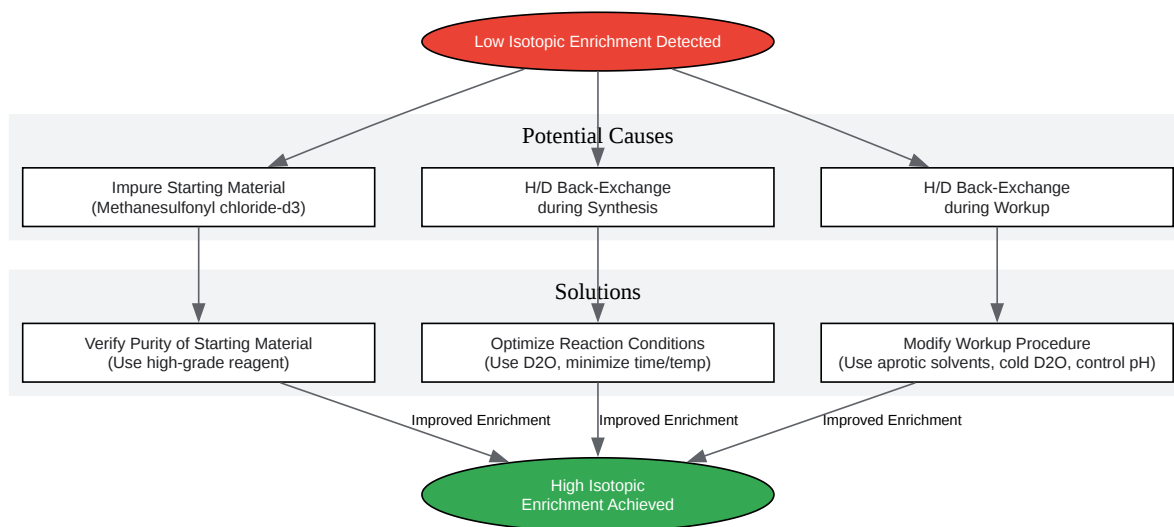 Low Isotopic Enrichment Detected
Potential Causes
Impure Starting Material
(Methanesulfonyl chloride-d3)
H/D Back-Exchange
during Synthesis
H/D Back-Exchange
during Workup
Solutions
Verify Purity of Starting Material
(Use high-grade reagent)
Optimize Reaction Conditions
(Use D2O, minimize time/temp)
Modify Workup Procedure
(Use aprotic solvents, cold D2O, control pH)
Improved Enrichment
Improved Enrichment
Improved Enrichment
High Isotopic
Enrichment Achieved